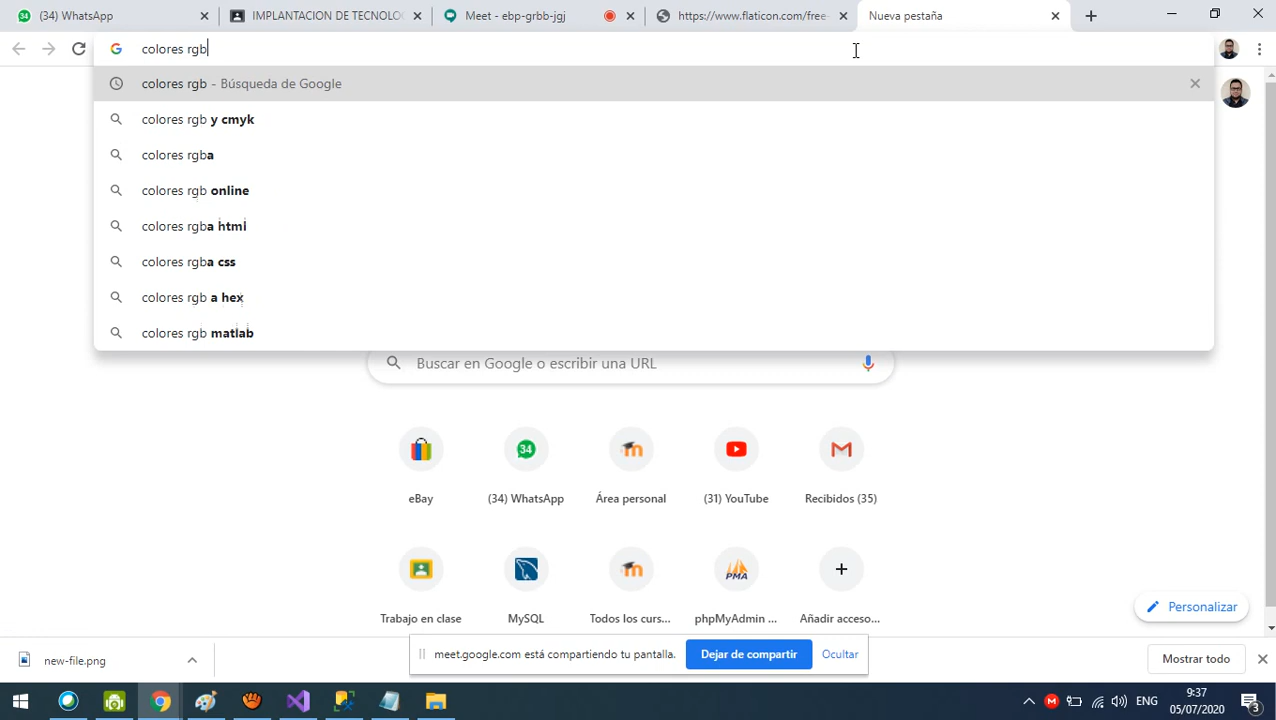 (34) WhatsApp
IMPLANTACION DE TECNOLO
Meet - ebp-grbb-jgj
https://www.flaticon.com/free-
Nueva pestaña
colores rgb
colores rgb - Búsqueda de Google
colores rgb y cmyk
colores rgba
colores rgb online
colores rgba html
colores rgba css
colores rgb a hex
colores rgb matlab
Buscar en Google o escribir una URL
34
eBay
(34) WhatsApp
Área personal
(31) YouTube
Recibidos (35)
PMA
Trabajo en clase
MySQL
Todos los curs...
phpMyAdmin ...
Añadir acceso...
Personalizar
new-file.png
meet.google.com está compartiendo tu pantalla.
Dejar de compartir
Ocultar
Mostrar todo
ENG
9:37
05/07/2020
3